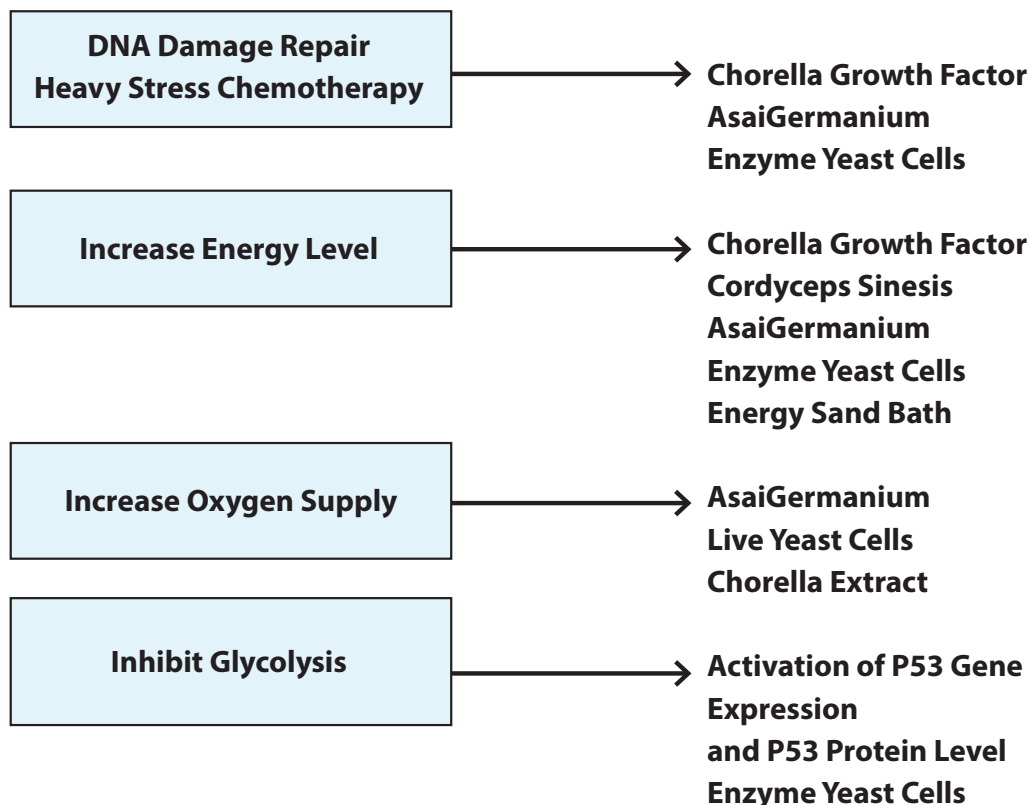 DNA Damage Repair
Heavy Stress Chemotherapy
Chorella Growth Factor
AsaiGermanium
Enzyme Yeast Cells
Increase Energy Level
Chorella Growth Factor
Cordyceps Sinesis
AsaiGermanium
Enzyme Yeast Cells
Energy Sand Bath
Increase Oxygen Supply
AsaiGermanium
Live Yeast Cells
Chorella Extract
Inhibit Glycolysis
Activation of P53 Gene
Expression
and P53 Protein Level
Enzyme Yeast Cells